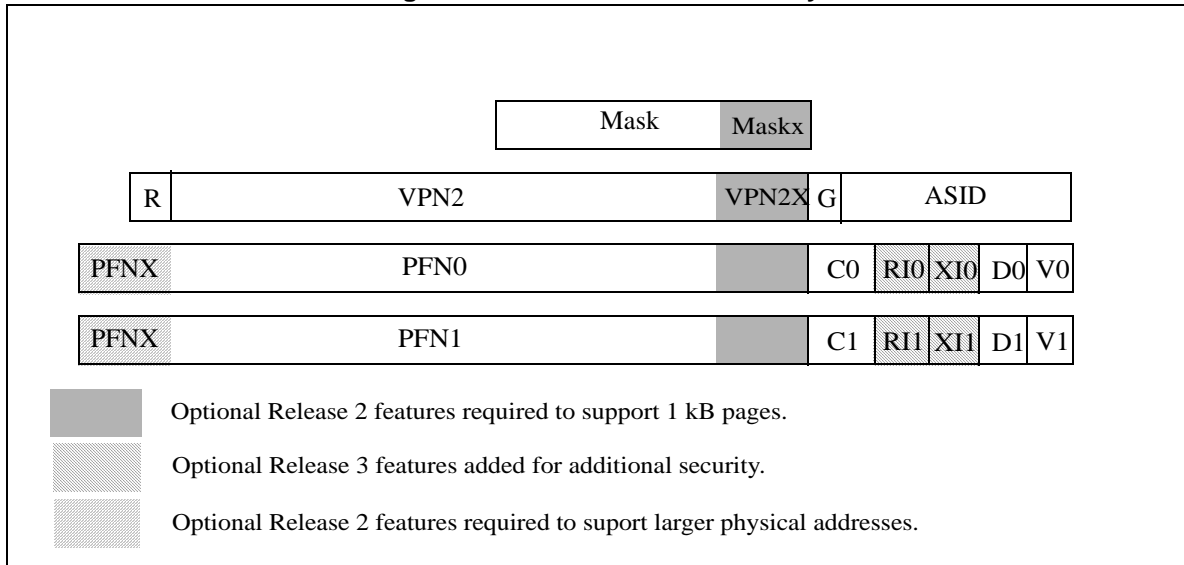 Mask Maskx
R VPN2 VPN2X G ASID
PFNX PFN0 C0 RI0 XI0 D0 V0
PFNX PFN1 C1 RI1 XI1 D1 V1
Optional Release 2 features required to support 1 kB pages.
Optional Release 3 features added for additional security.
Optional Release 2 features required to suport larger physical addresses.